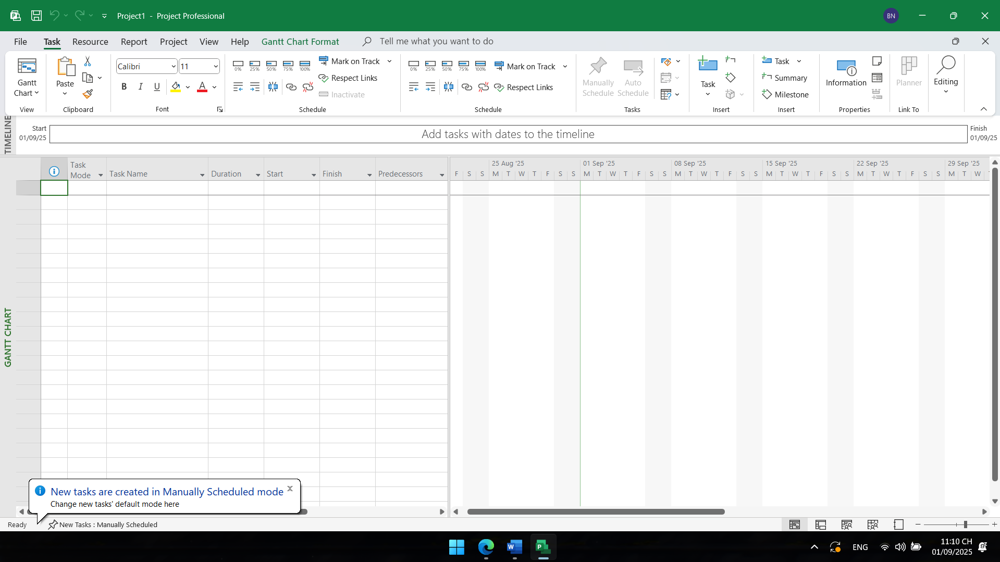 Project1 - Project Professional
BN
File Task Resource Report Project View Help Gantt Chart Format Tell me what you want to do
Gantt Chart
View
Paste
Clipboard
Calibri 11
B I U A
Font
0% 25% 50% 75% 100%
Mark on Track
Respect Links
Inactivate
Schedule
0% 25% 50% 75% 100%
Mark on Track
Respect Links
Schedule
Manually Schedule
Auto Schedule
Tasks
Task
Insert
Task
Summary
Milestone
Insert
Information
Properties
Planner
Link To
Editing
TIMELINE
Start
01/09/25
Add tasks with dates to the timeline
Finish
01/09/25
Task Mode
Task Name
Duration
Start
Finish
Predecessors
25 Aug '25 01 Sep '25 08 Sep '25 15 Sep '25 22 Sep '25 29 Sep '25
F S S M T W T F S S M T W T F S S M T W T F S S M T W T F S S M T W T F S S M T W
GANTT CHART
New tasks are created in Manually Scheduled mode x
Change new tasks' default mode here
Ready New Tasks : Manually Scheduled
ENG
11:10 CH
01/09/2025